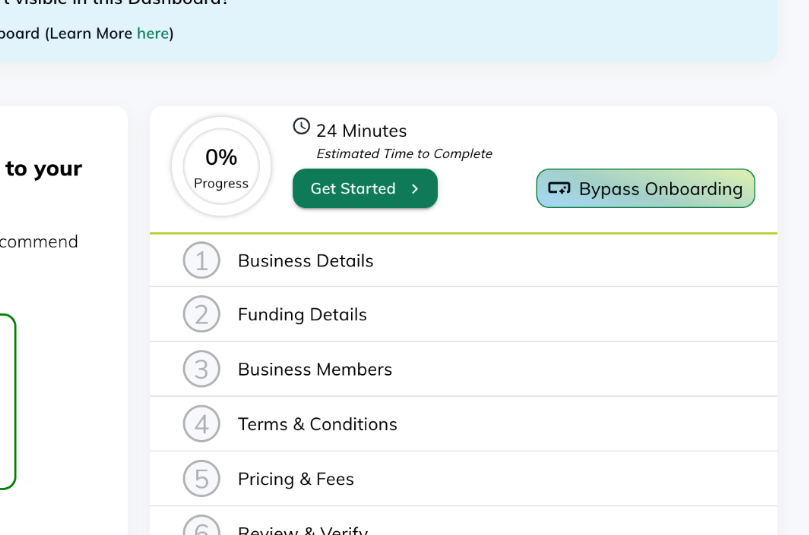 t visible in this Dashboard?
board (Learn More here)
to your
commend
0%
Progress
24 Minutes
Estimated Time to Complete
Get Started
Bypass Onboarding
1 Business Details
2 Funding Details
3 Business Members
4 Terms & Conditions
5 Pricing & Fees
6 Review & Verify